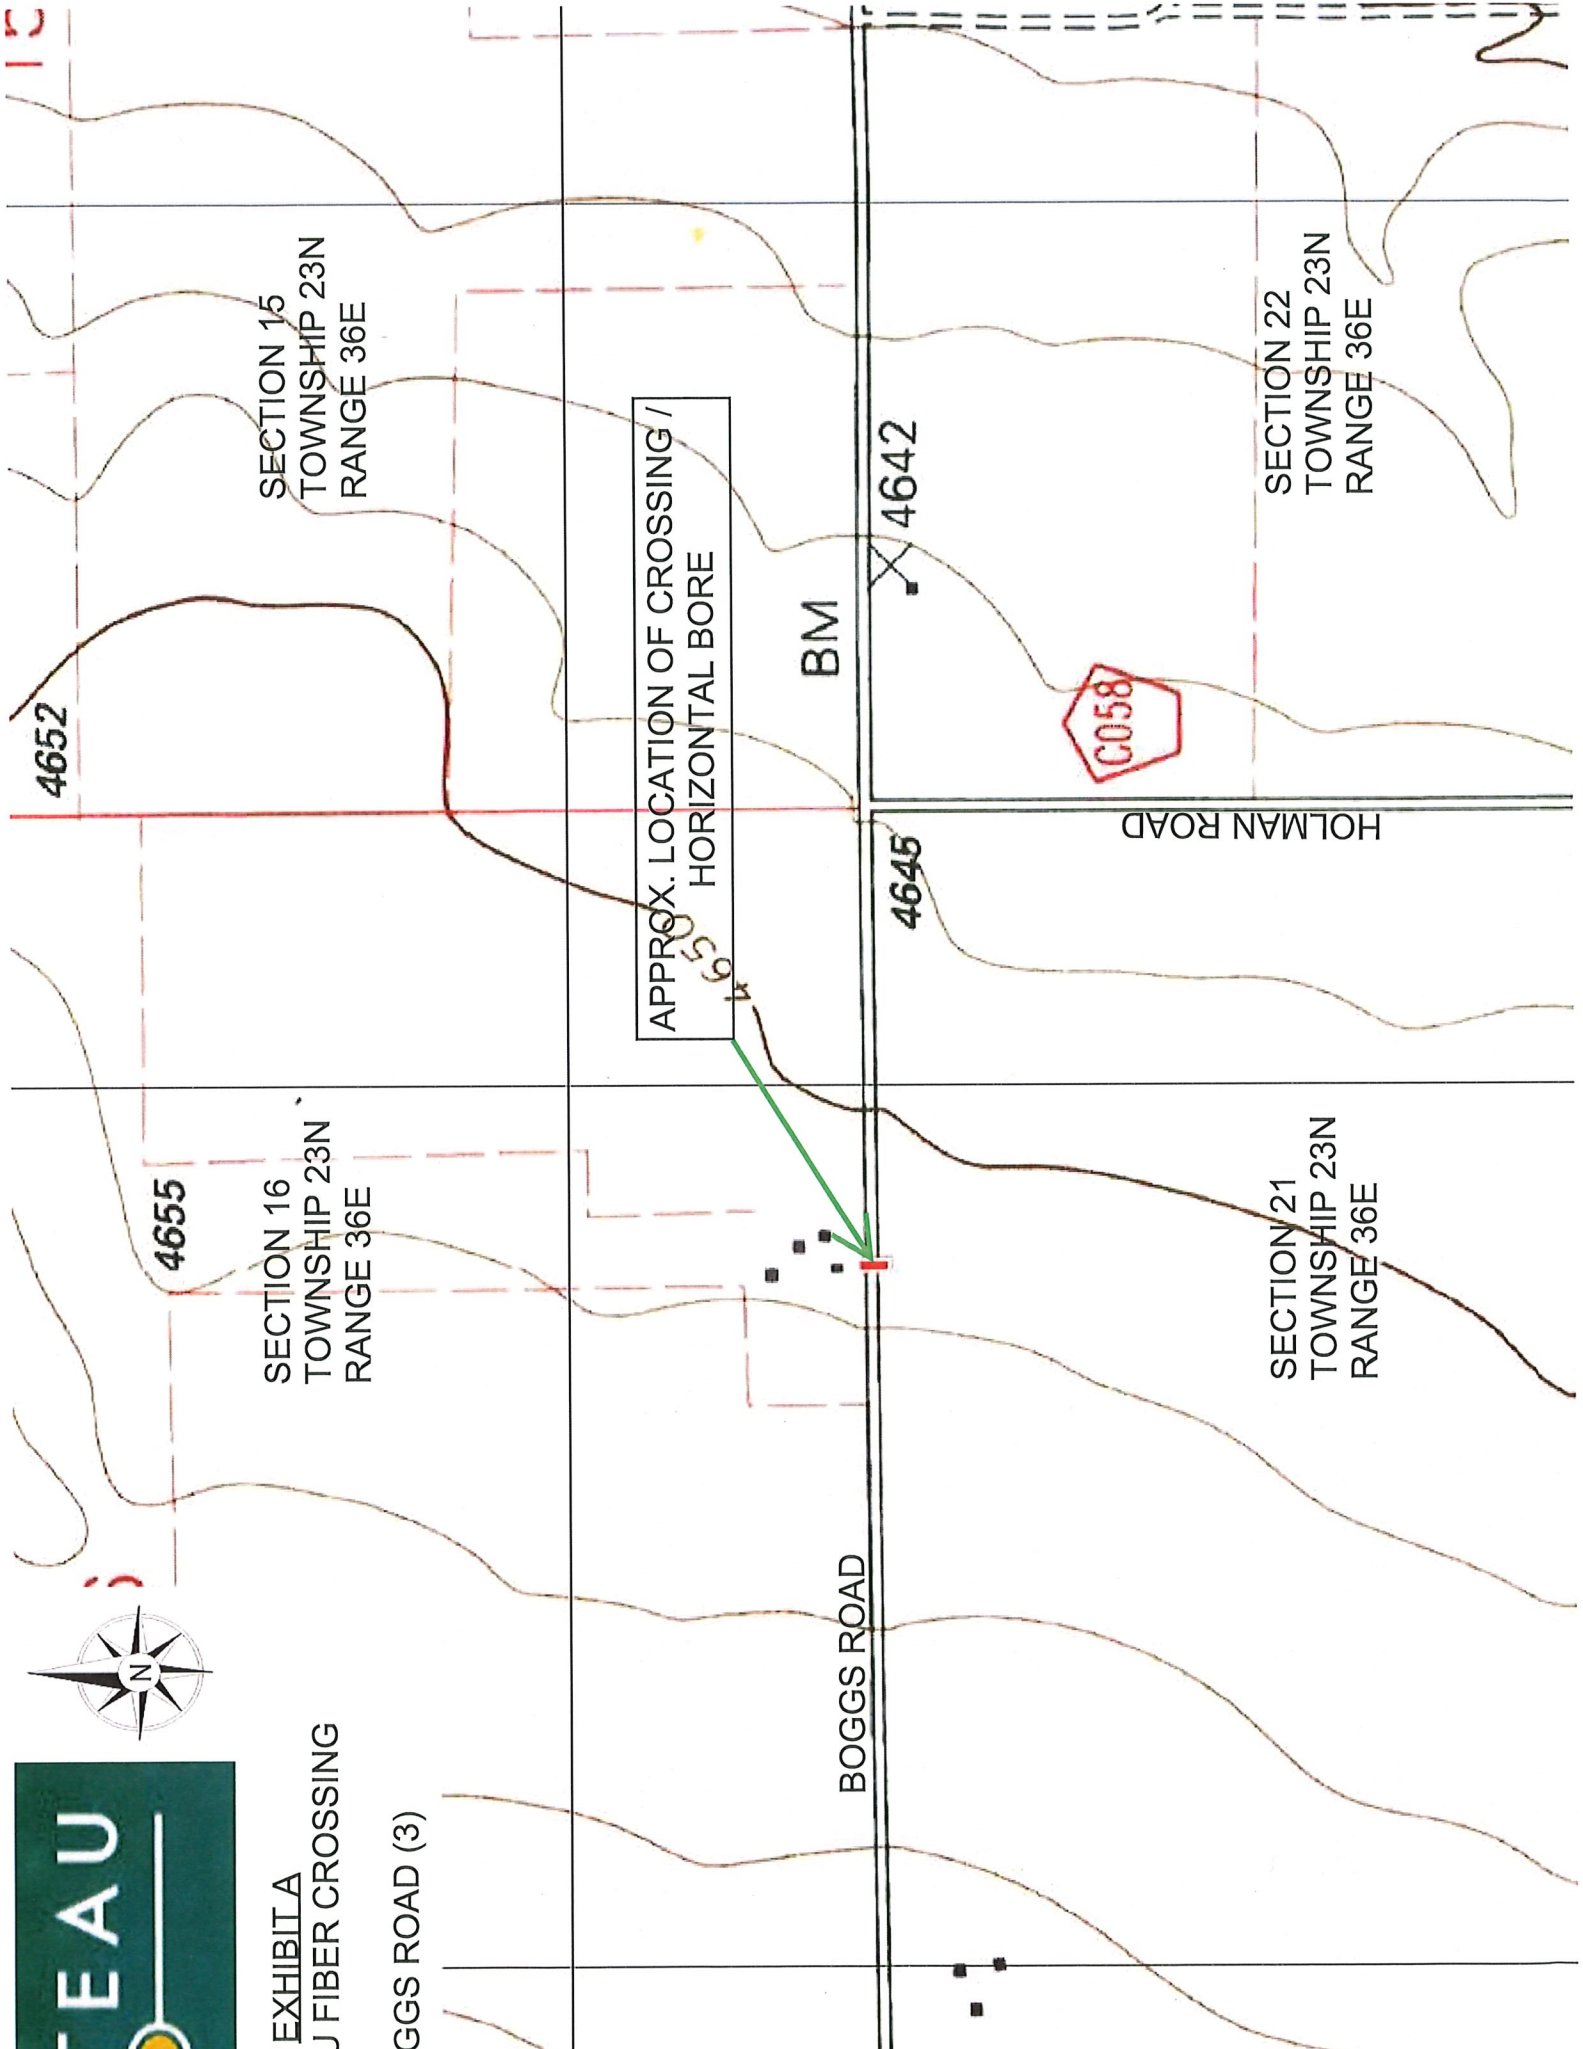 EXHIBIT A
FIBER CROSSING
GGS ROAD (3)
N
4655
SECTION 16
TOWNSHIP 23N
RANGE 36E
4652
SECTION 15
TOWNSHIP 23N
RANGE 36E
APPROX. LOCATION OF CROSSING /
HORIZONTAL BORE
4650
BM
4642
BOGGS ROAD
4645
HOLMAN ROAD
C058
SECTION 21
TOWNSHIP 23N
RANGE 36E
SECTION 22
TOWNSHIP 23N
RANGE 36E